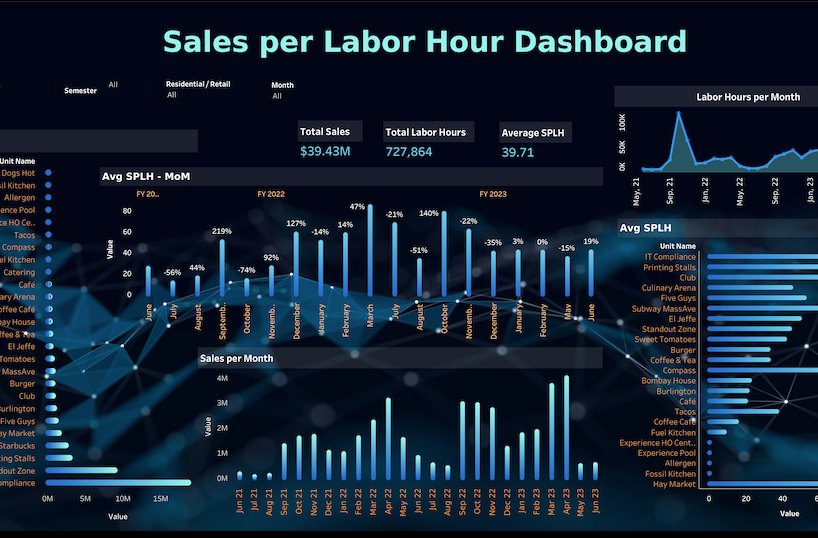 Sales per Labor Hour Dashboard
Semester
All
Residential / Retail
All
Month
All
Total Sales
$39.43M
Total Labor Hours
727,864
Average SPLH
39.71
Labor Hours per Month
100K
50K
0K
May, 21
Sep, 21
Jan, 22
May, 22
Sep, 22
Jan, 23
Unit Name
Dogs Hot
sil Kitchen
Allergen
ience Pool
ce HO Ce..
Tacos
Compass
el Kitchen
Catering
Café
ary Arena
offee Café
bay House
ffee & Tea
El Jeffe
Tomatoes
MassAve
Burger
Club
Burlington
Five Guys
ay Market
Starbucks
ting Stalls
dout Zone
ompliance
0M
5M
10M
15M
Value
Avg SPLH - MoM
FY 20..
FY 2022
FY 2023
Value
80
60
40
20
0
-56%
44%
219%
-74%
92%
127%
-14%
14%
47%
-21%
-51%
140%
-22%
-35%
3%
0%
-15%
19%
June
July
August
Septemb..
October
Novemb..
December
January
February
March
July
August
October
Novemb..
December
January
February
May
June
Sales per Month
Value
4M
3M
2M
1M
0M
Jun 21
Jul 21
Aug 21
Sep 21
Oct 21
Nov 21
Dec 21
Jan 22
Feb 22
Mar 22
Apr 22
May 22
Jun 22
Jul 22
Aug 22
Sep 22
Oct 22
Nov 22
Dec 22
Jan 23
Feb 23
Mar 23
Apr 23
May 23
Jun 23
Avg SPLH
Unit Name
IT Compliance
Printing Stalls
Club
Culinary Arena
Five Guys
Subway MassAve
El Jeffe
Standout Zone
Sweet Tomatoes
Burger
Coffee & Tea
Compass
Bombay House
Burlington
Café
Tacos
Coffee Café
Fuel Kitchen
Experience HO Cent..
Experience Pool
Allergen
Fossil Kitchen
Hay Market
0
20
40
6
Value